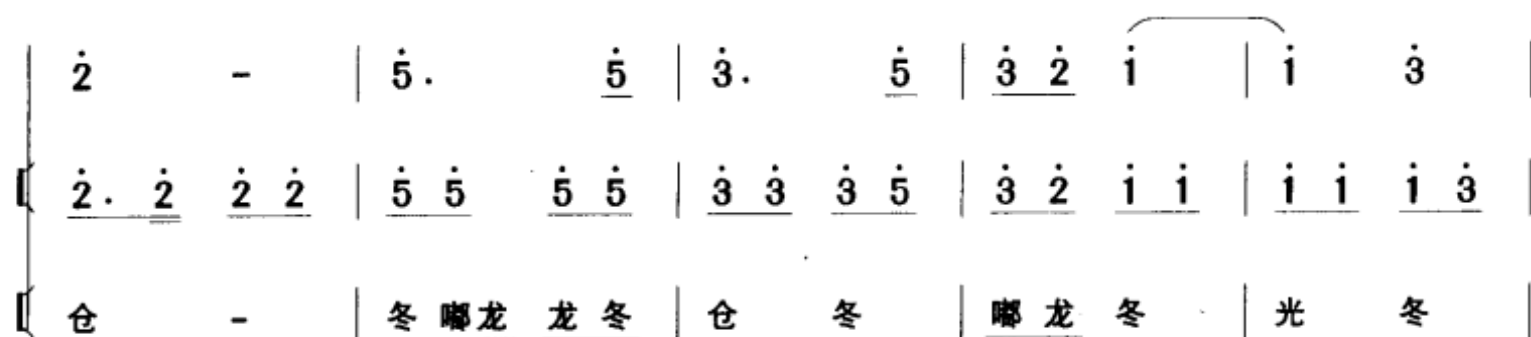 2̇ - | 5̇. 5̇ | 3̇. 5̇ | 3̇ 2̇ 1̇ | 1̇ 3̇ |
2̇. 2̇ 2̇ 2̇ | 5̇ 5̇ 5̇ 5̇ | 3̇ 3̇ 3̇ 5̇ | 3̇ 2̇ 1̇ 1̇ | 1̇ 1̇ 1̇ 3̇ |
仓 - | 冬 嘟龙 龙 冬 | 仓 冬 | 嘟 龙 冬 | 光 冬 |